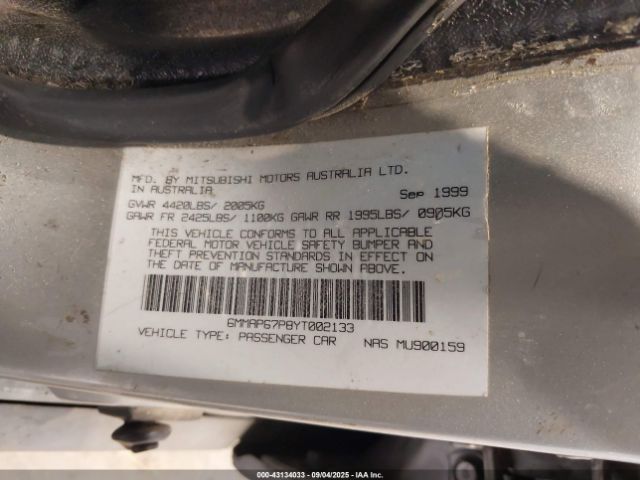 MFD. BY MITSUBISHI MOTORS AUSTRALIA LTD.
IN AUSTRALIA Sep 1999
GVWR 4420LBS/ 2005KG
GAWR FR 2425LBS/ 1100KG GAWR RR 1995LBS/ 0905KG
THIS VEHICLE CONFORMS TO ALL APPLICABLE
FEDERAL MOTOR VEHICLE SAFETY BUMPER AND
THEFT PREVENTION STANDARDS IN EFFECT ON
THE DATE OF MANUFACTURE SHOWN ABOVE.
6MMAP67P8YT002133
VEHICLE TYPE: PASSENGER CAR NAS MU900159
000-43134033 | 09/04/2025 | © IAA, Inc.